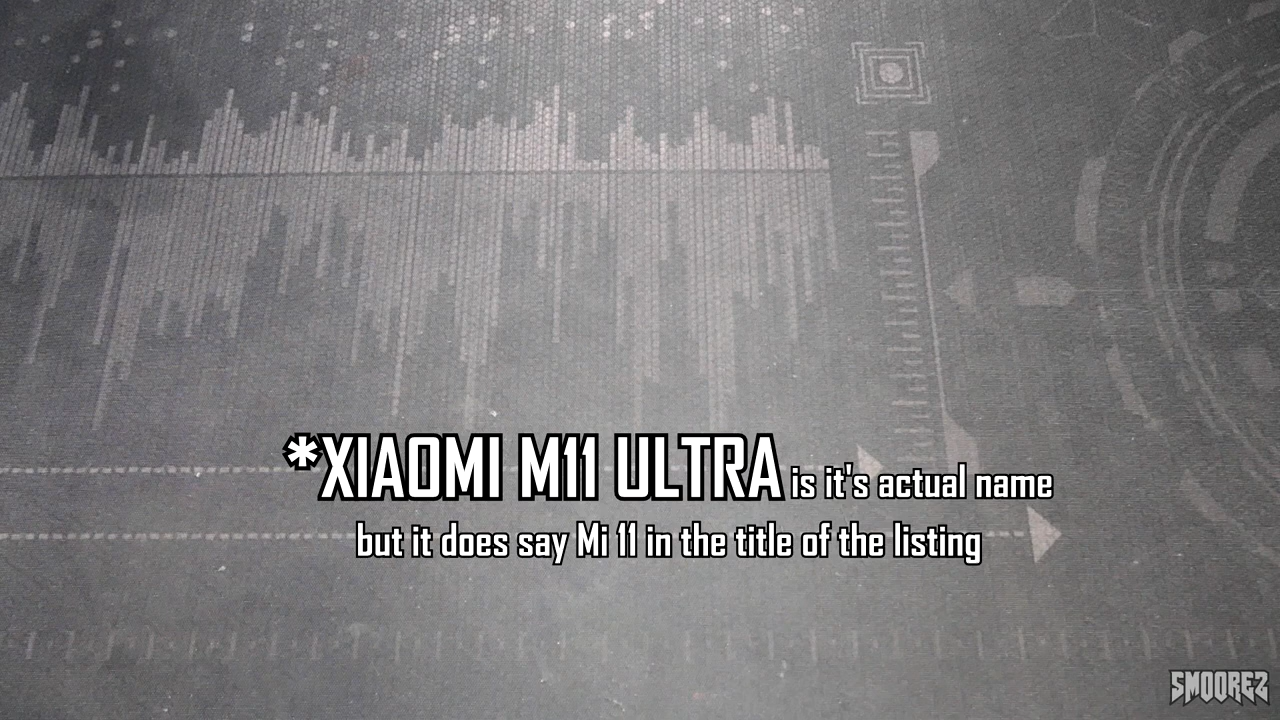 *XIAOMI M11 ULTRA is it's actual name
but it does say Mi 11 in the title of the listing
SMOOREZ